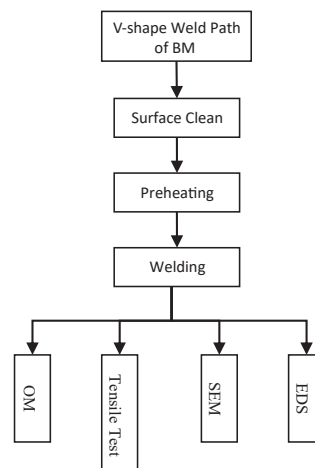 V-shape Weld Path
of BM
Surface Clean
Preheating
Welding
OM
Tensile Test
SEM
EDS